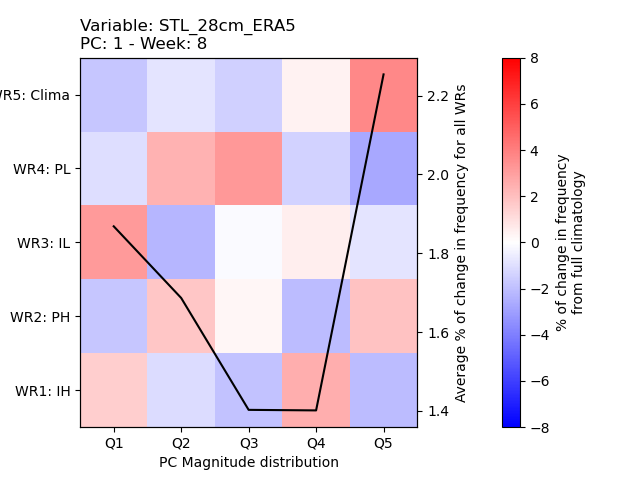 Variable: STL_28cm_ERA5
PC: 1 - Week: 8
WR5: Clima
WR4: PL
WR3: IL
WR2: PH
WR1: IH
Q1 Q2 Q3 Q4 Q5
PC Magnitude distribution
2.2
2.0
1.8
1.6
1.4
Average % of change in frequency for all WRs
8
6
4
2
0
−2
−4
−6
−8
% of change in frequency
from full climatology